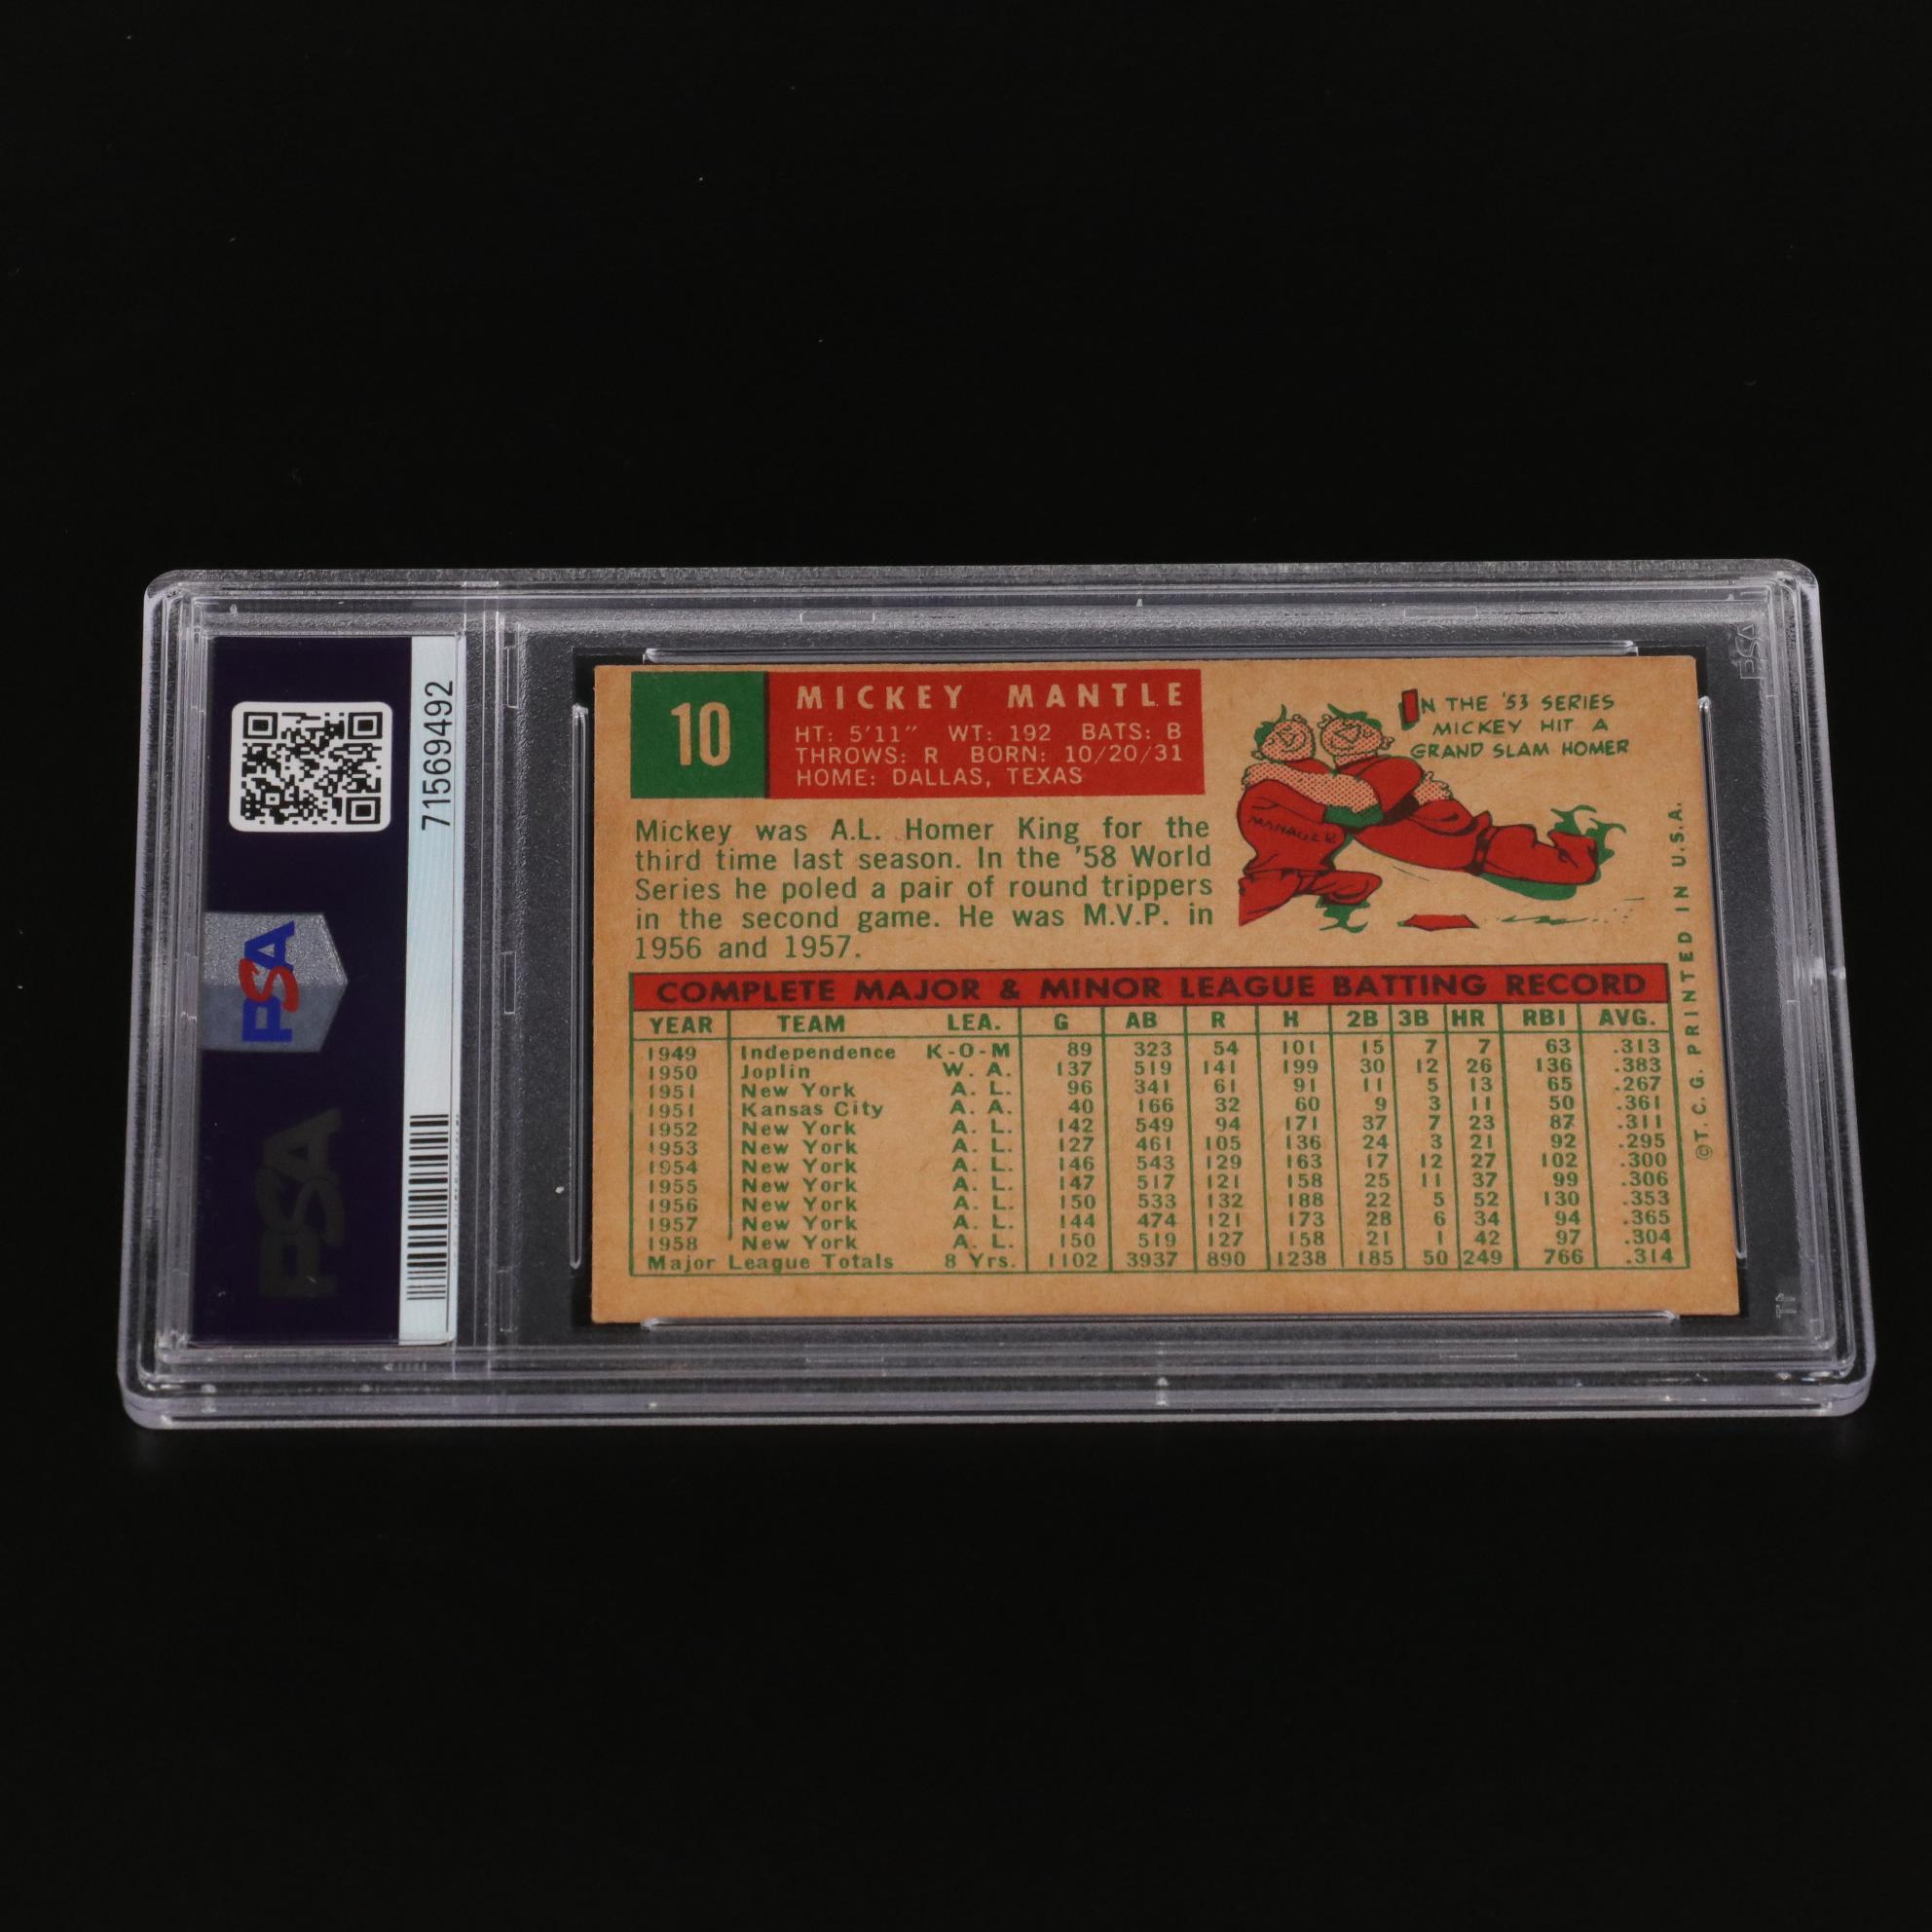 71569492
PSA
PSA
10
MICKEY MANTLE
HT: 5'11" WT: 192 BATS: B
THROWS: R BORN: 10/20/31
HOME: DALLAS, TEXAS
IN THE '53 SERIES
MICKEY HIT A
GRAND SLAM HOMER
MANAGER
Mickey was A.L. Homer King for the
third time last season. In the '58 World
Series he poled a pair of round trippers
in the second game. He was M.V.P. in
1956 and 1957.
COMPLETE MAJOR & MINOR LEAGUE BATTING RECORD
YEAR TEAM LEA. G AB R H 2B 3B HR RBI AVG.
1949 Independence K-O-M 89 323 54 101 15 7 7 63 .313
1950 Joplin W. A. 137 519 141 199 30 12 26 136 .383
1951 New York A. L. 96 341 61 91 11 5 13 65 .267
1951 Kansas City A. A. 40 166 32 60 9 3 11 50 .361
1952 New York A. L. 142 549 94 171 37 7 23 87 .311
1953 New York A. L. 127 461 105 136 24 3 21 92 .295
1954 New York A. L. 146 543 129 163 17 12 27 102 .300
1955 New York A. L. 147 517 121 158 25 11 37 99 .306
1956 New York A. L. 150 533 132 188 22 5 52 130 .353
1957 New York A. L. 144 474 121 173 28 6 34 94 .365
1958 New York A. L. 150 519 127 158 21 1 42 97 .304
Major League Totals 8 Yrs. 1102 3937 890 1238 185 50 249 766 .314
©T.C.G. PRINTED IN U.S.A.
PSA